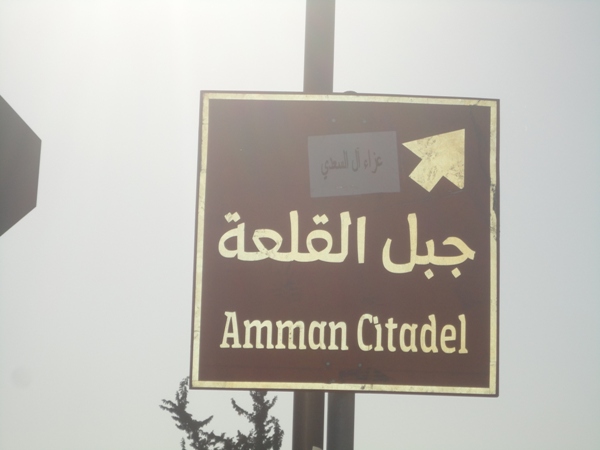 عزاء آل السعدي
جبل القلعة
Amman Citadel